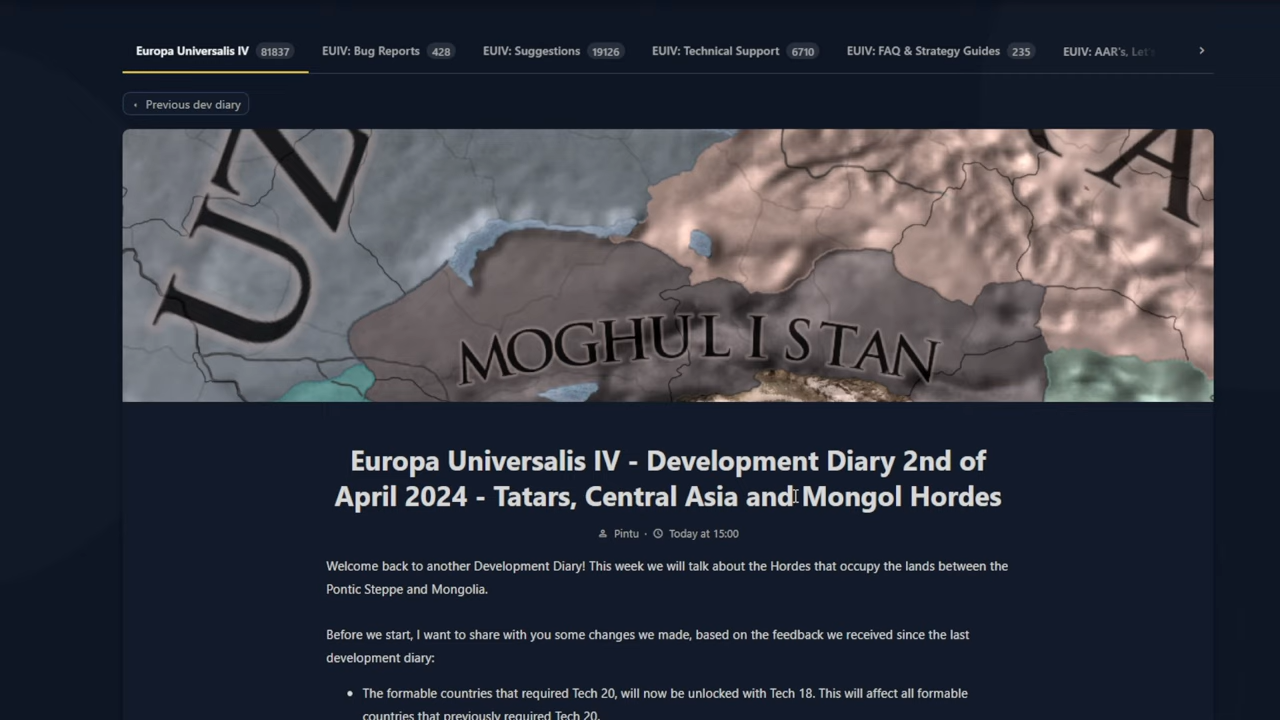 Europa Universalis IV 81837 EUIV: Bug Reports 428 EUIV: Suggestions 19126 EUIV: Technical Support 6710 EUIV: FAQ & Strategy Guides 235 EUIV: AAR's, Let's
Previous dev diary
UZ
A
MOGHULISTAN
Europa Universalis IV - Development Diary 2nd of
April 2024 - Tatars, Central Asia and Mongol Hordes
Pintu · Today at 15:00
Welcome back to another Development Diary! This week we will talk about the Hordes that occupy the lands between the
Pontic Steppe and Mongolia.
Before we start, I want to share with you some changes we made, based on the feedback we received since the last
development diary:
• The formable countries that required Tech 20, will now be unlocked with Tech 18. This will affect all formable
countries that previously required Tech 20.